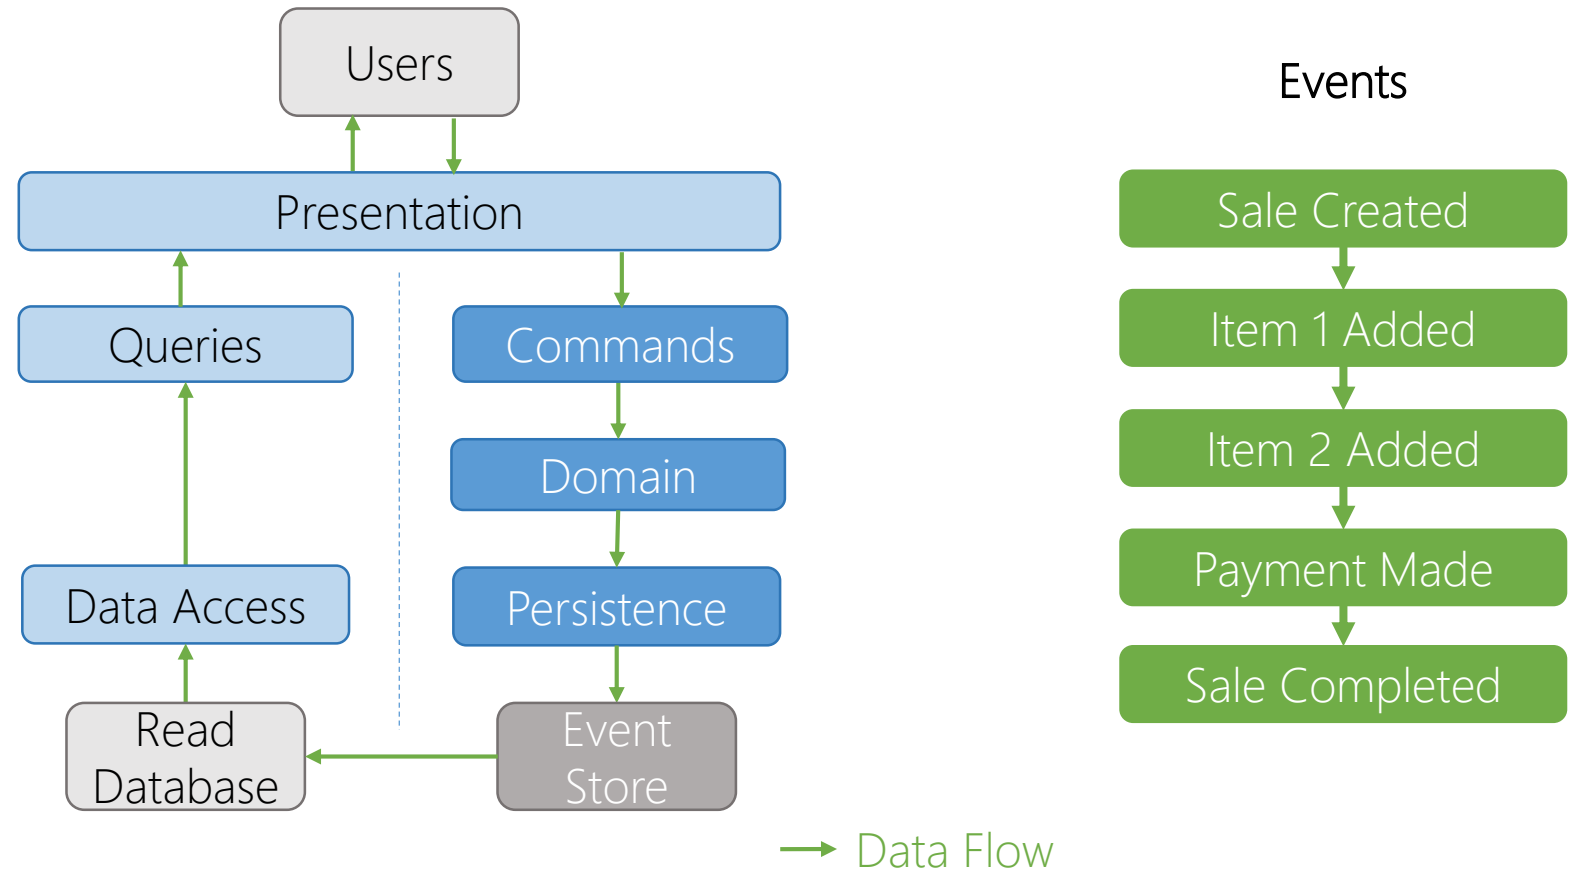 Users
Presentation
Queries
Commands
Domain
Data Access
Persistence
Read
Database
Event
Store
Data Flow
Events
Sale Created
Item 1 Added
Item 2 Added
Payment Made
Sale Completed